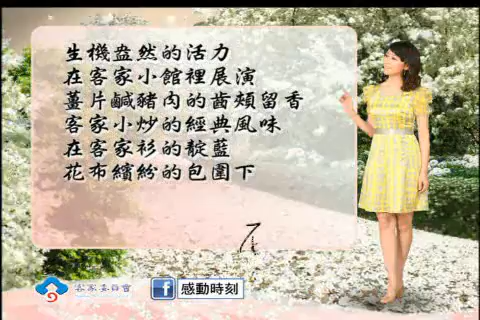 生機盎然的活力
在客家小館裡展演
薑片鹹豬肉的齒頰留香
客家小炒的經典風味
在客家衫的靛藍
花布繽紛的包圍下
客家委員會
f 感動時刻